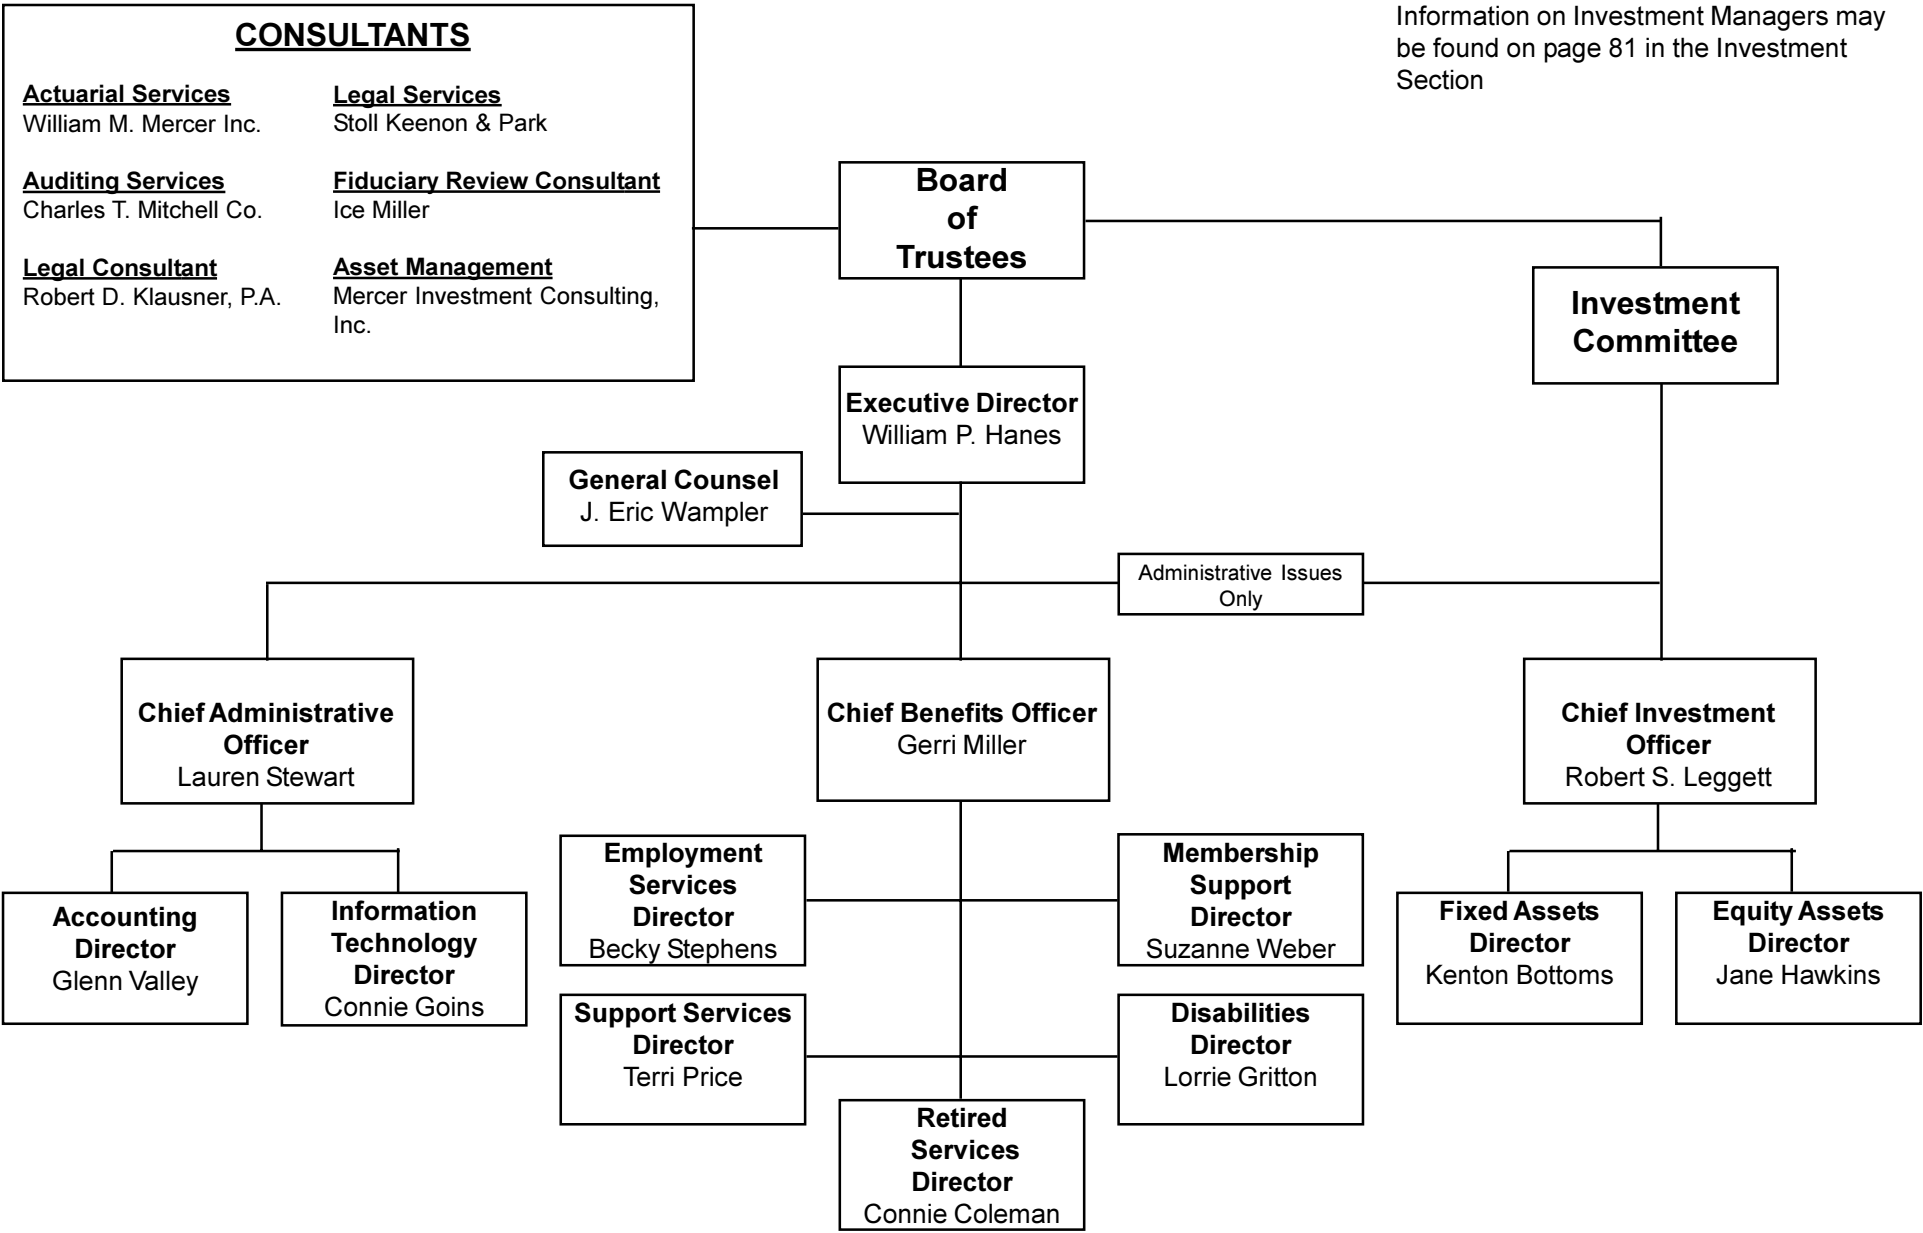 CONSULTANTS
Actuarial Services
William M. Mercer Inc.
Legal Services
Stoll Keenon & Park
Auditing Services
Charles T. Mitchell Co.
Fiduciary Review Consultant
Ice Miller
Legal Consultant
Robert D. Klausner, P.A.
Asset Management
Mercer Investment Consulting,
Inc.
Information on Investment Managers may
be found on page 81 in the Investment
Section
Board
of
Trustees
Investment
Committee
Executive Director
William P. Hanes
General Counsel
J. Eric Wampler
Administrative Issues
Only
Chief Administrative
Officer
Lauren Stewart
Chief Benefits Officer
Gerri Miller
Chief Investment
Officer
Robert S. Leggett
Accounting
Director
Glenn Valley
Information
Technology
Director
Connie Goins
Employment
Services
Director
Becky Stephens
Membership
Support
Director
Suzanne Weber
Fixed Assets
Director
Kenton Bottoms
Equity Assets
Director
Jane Hawkins
Support Services
Director
Terri Price
Disabilities
Director
Lorrie Gritton
Retired
Services
Director
Connie Coleman